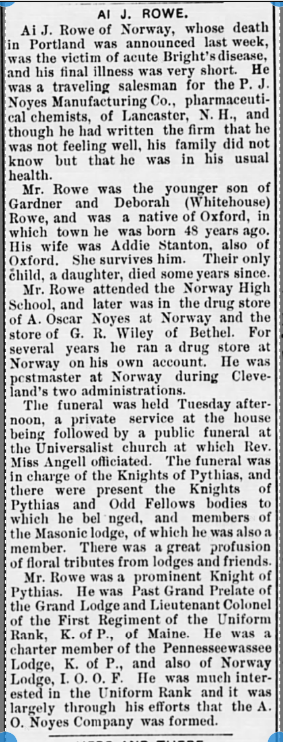 AI J. ROWE.
Ai J. Rowe of Norway, whose death
in Portland was announced last week,
was the victim of acute Bright's disease,
and his final illness was very short. He
was a traveling salesman for the P. J.
Noyes Manufacturing Co., pharmaceuti-
cal chemists, of Lancaster, N. H., and
though he had written the firm that he
was not feeling well, his family did not
know but that he was in his usual
health.
Mr. Rowe was the younger son of
Gardner and Deborah (Whitehouse)
Rowe, and was a native of Oxford, in
which town he was born 48 years ago.
His wife was Addie Stanton, also of
Oxford. She survives him. Their only
child, a daughter, died some years since.
Mr. Rowe attended the Norway High
School, and later was in the drug store
of A. Oscar Noyes at Norway and the
store of G. R. Wiley of Bethel. For
several years he ran a drug store at
Norway on his own account. He was
postmaster at Norway during Cleve-
land's two administrations.
The funeral was held Tuesday after-
noon, a private service at the house
being followed by a public funeral at
the Universalist church at which Rev.
Miss Angell officiated. The funeral was
in charge of the Knights of Pythias, and
there were present the Knights of
Pythias and Odd Fellows bodies to
which he bel nged, and members of
the Masonic lodge, of which he was also a
member. There was a great profusion
of floral tributes from lodges and friends.
Mr. Rowe was a prominent Knight of
Pythias. He was Past Grand Prelate of
the Grand Lodge and Lieutenant Colonel
of the First Regiment of the Uniform
Rank, K. of P., of Maine. He was a
charter member of the Pennesseewassee
Lodge, K. of P., and also of Norway
Lodge, I. O. O. F. He was much inter-
ested in the Uniform Rank and it was
largely through his efforts that the A.
O. Noyes Company was formed.